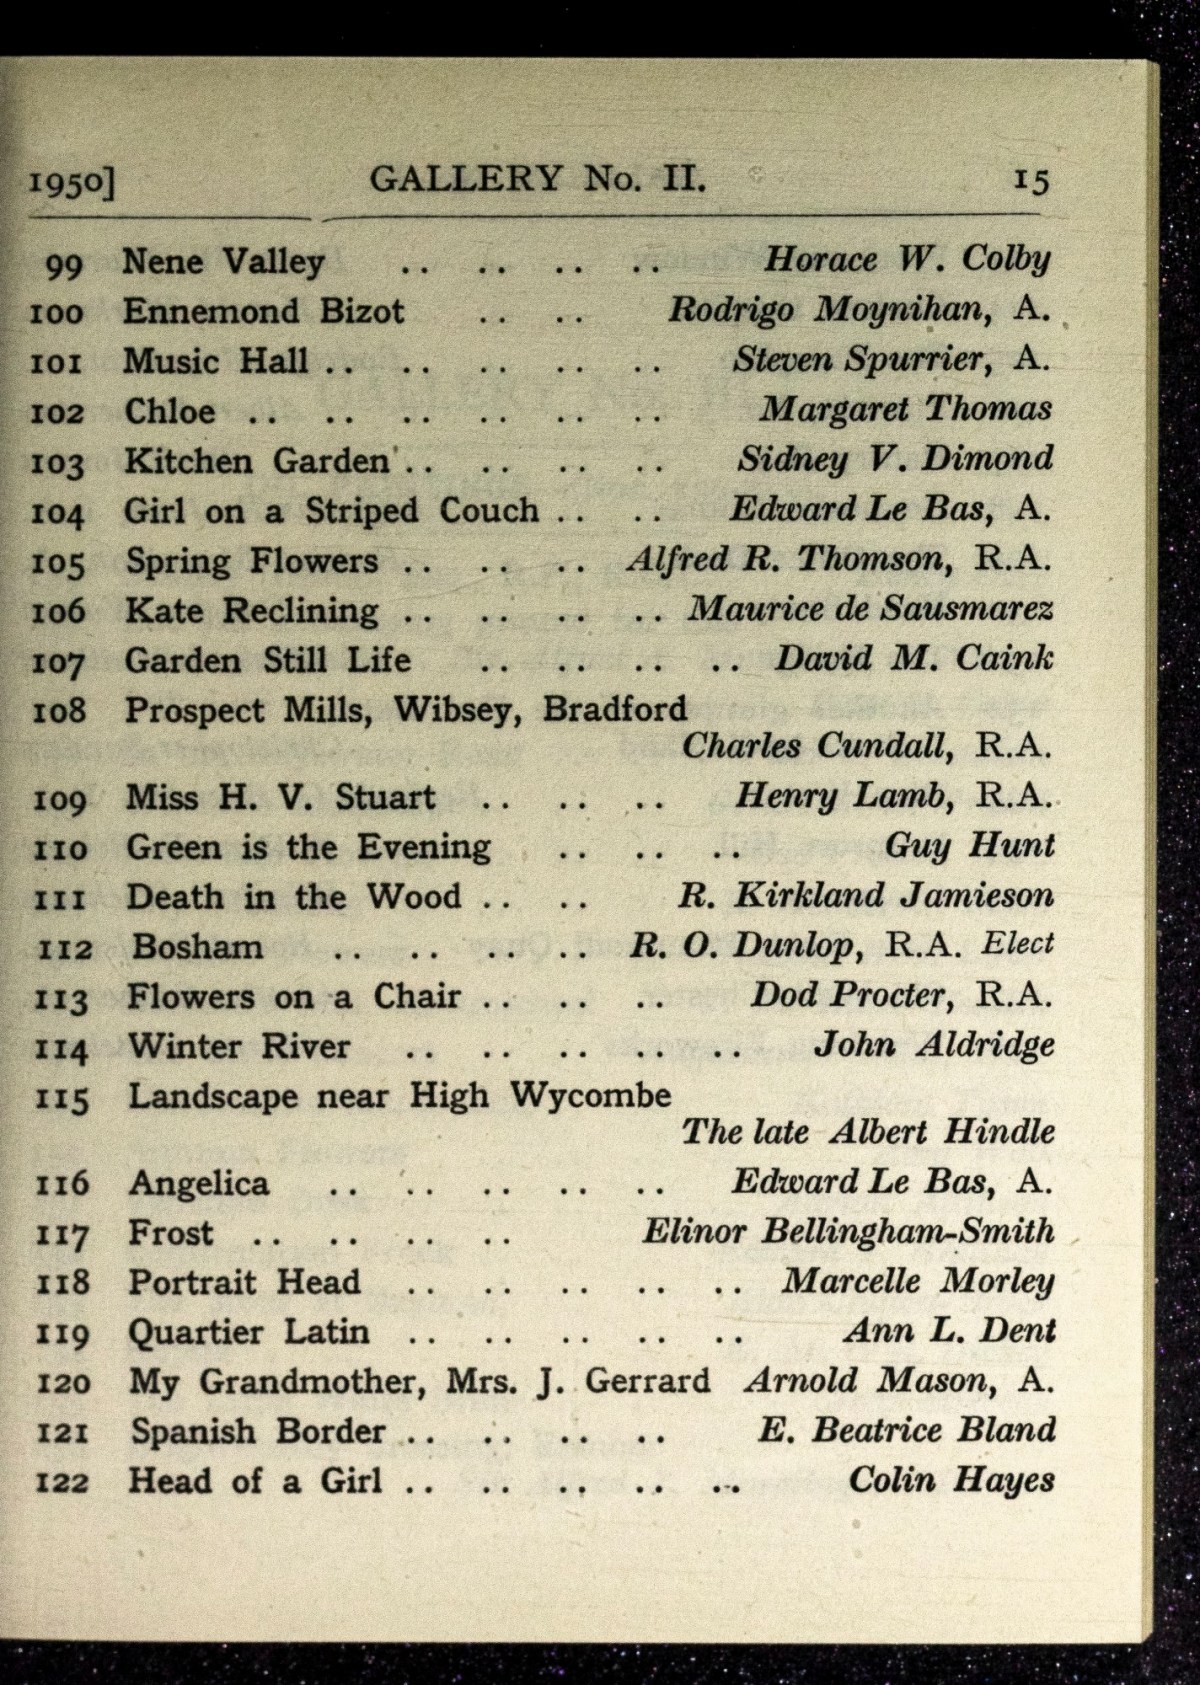 1950] GALLERY No. II. 15
99 Nene Valley .. .. .. .. Horace W. Colby
100 Ennemond Bizot .. .. Rodrigo Moynihan, A.
101 Music Hall .. .. .. .. .. Steven Spurrier, A.
102 Chloe .. .. .. .. .. .. Margaret Thomas
103 Kitchen Garden .. .. .. .. Sidney V. Dimond
104 Girl on a Striped Couch .. .. Edward Le Bas, A.
105 Spring Flowers .. .. .. Alfred R. Thomson, R.A.
106 Kate Reclining .. .. .. .. Maurice de Sausmarez
107 Garden Still Life .. .. .. .. David M. Caink
108 Prospect Mills, Wibsey, Bradford
Charles Cundall, R.A.
109 Miss H. V. Stuart .. .. .. Henry Lamb, R.A.
110 Green is the Evening .. .. .. Guy Hunt
111 Death in the Wood .. .. R. Kirkland Jamieson
112 Bosham .. .. .. .. R. O. Dunlop, R.A. Elect
113 Flowers on a Chair .. .. .. Dod Procter, R.A.
114 Winter River .. .. .. .. .. John Aldridge
115 Landscape near High Wycombe
The late Albert Hindle
116 Angelica .. .. .. .. .. Edward Le Bas, A.
117 Frost .. .. .. .. Elinor Bellingham-Smith
118 Portrait Head .. .. .. .. .. Marcelle Morley
119 Quartier Latin .. .. .. .. .. Ann L. Dent
120 My Grandmother, Mrs. J. Gerrard Arnold Mason, A.
121 Spanish Border .. .. .. .. E. Beatrice Bland
122 Head of a Girl .. .. .. .. .. Colin Hayes